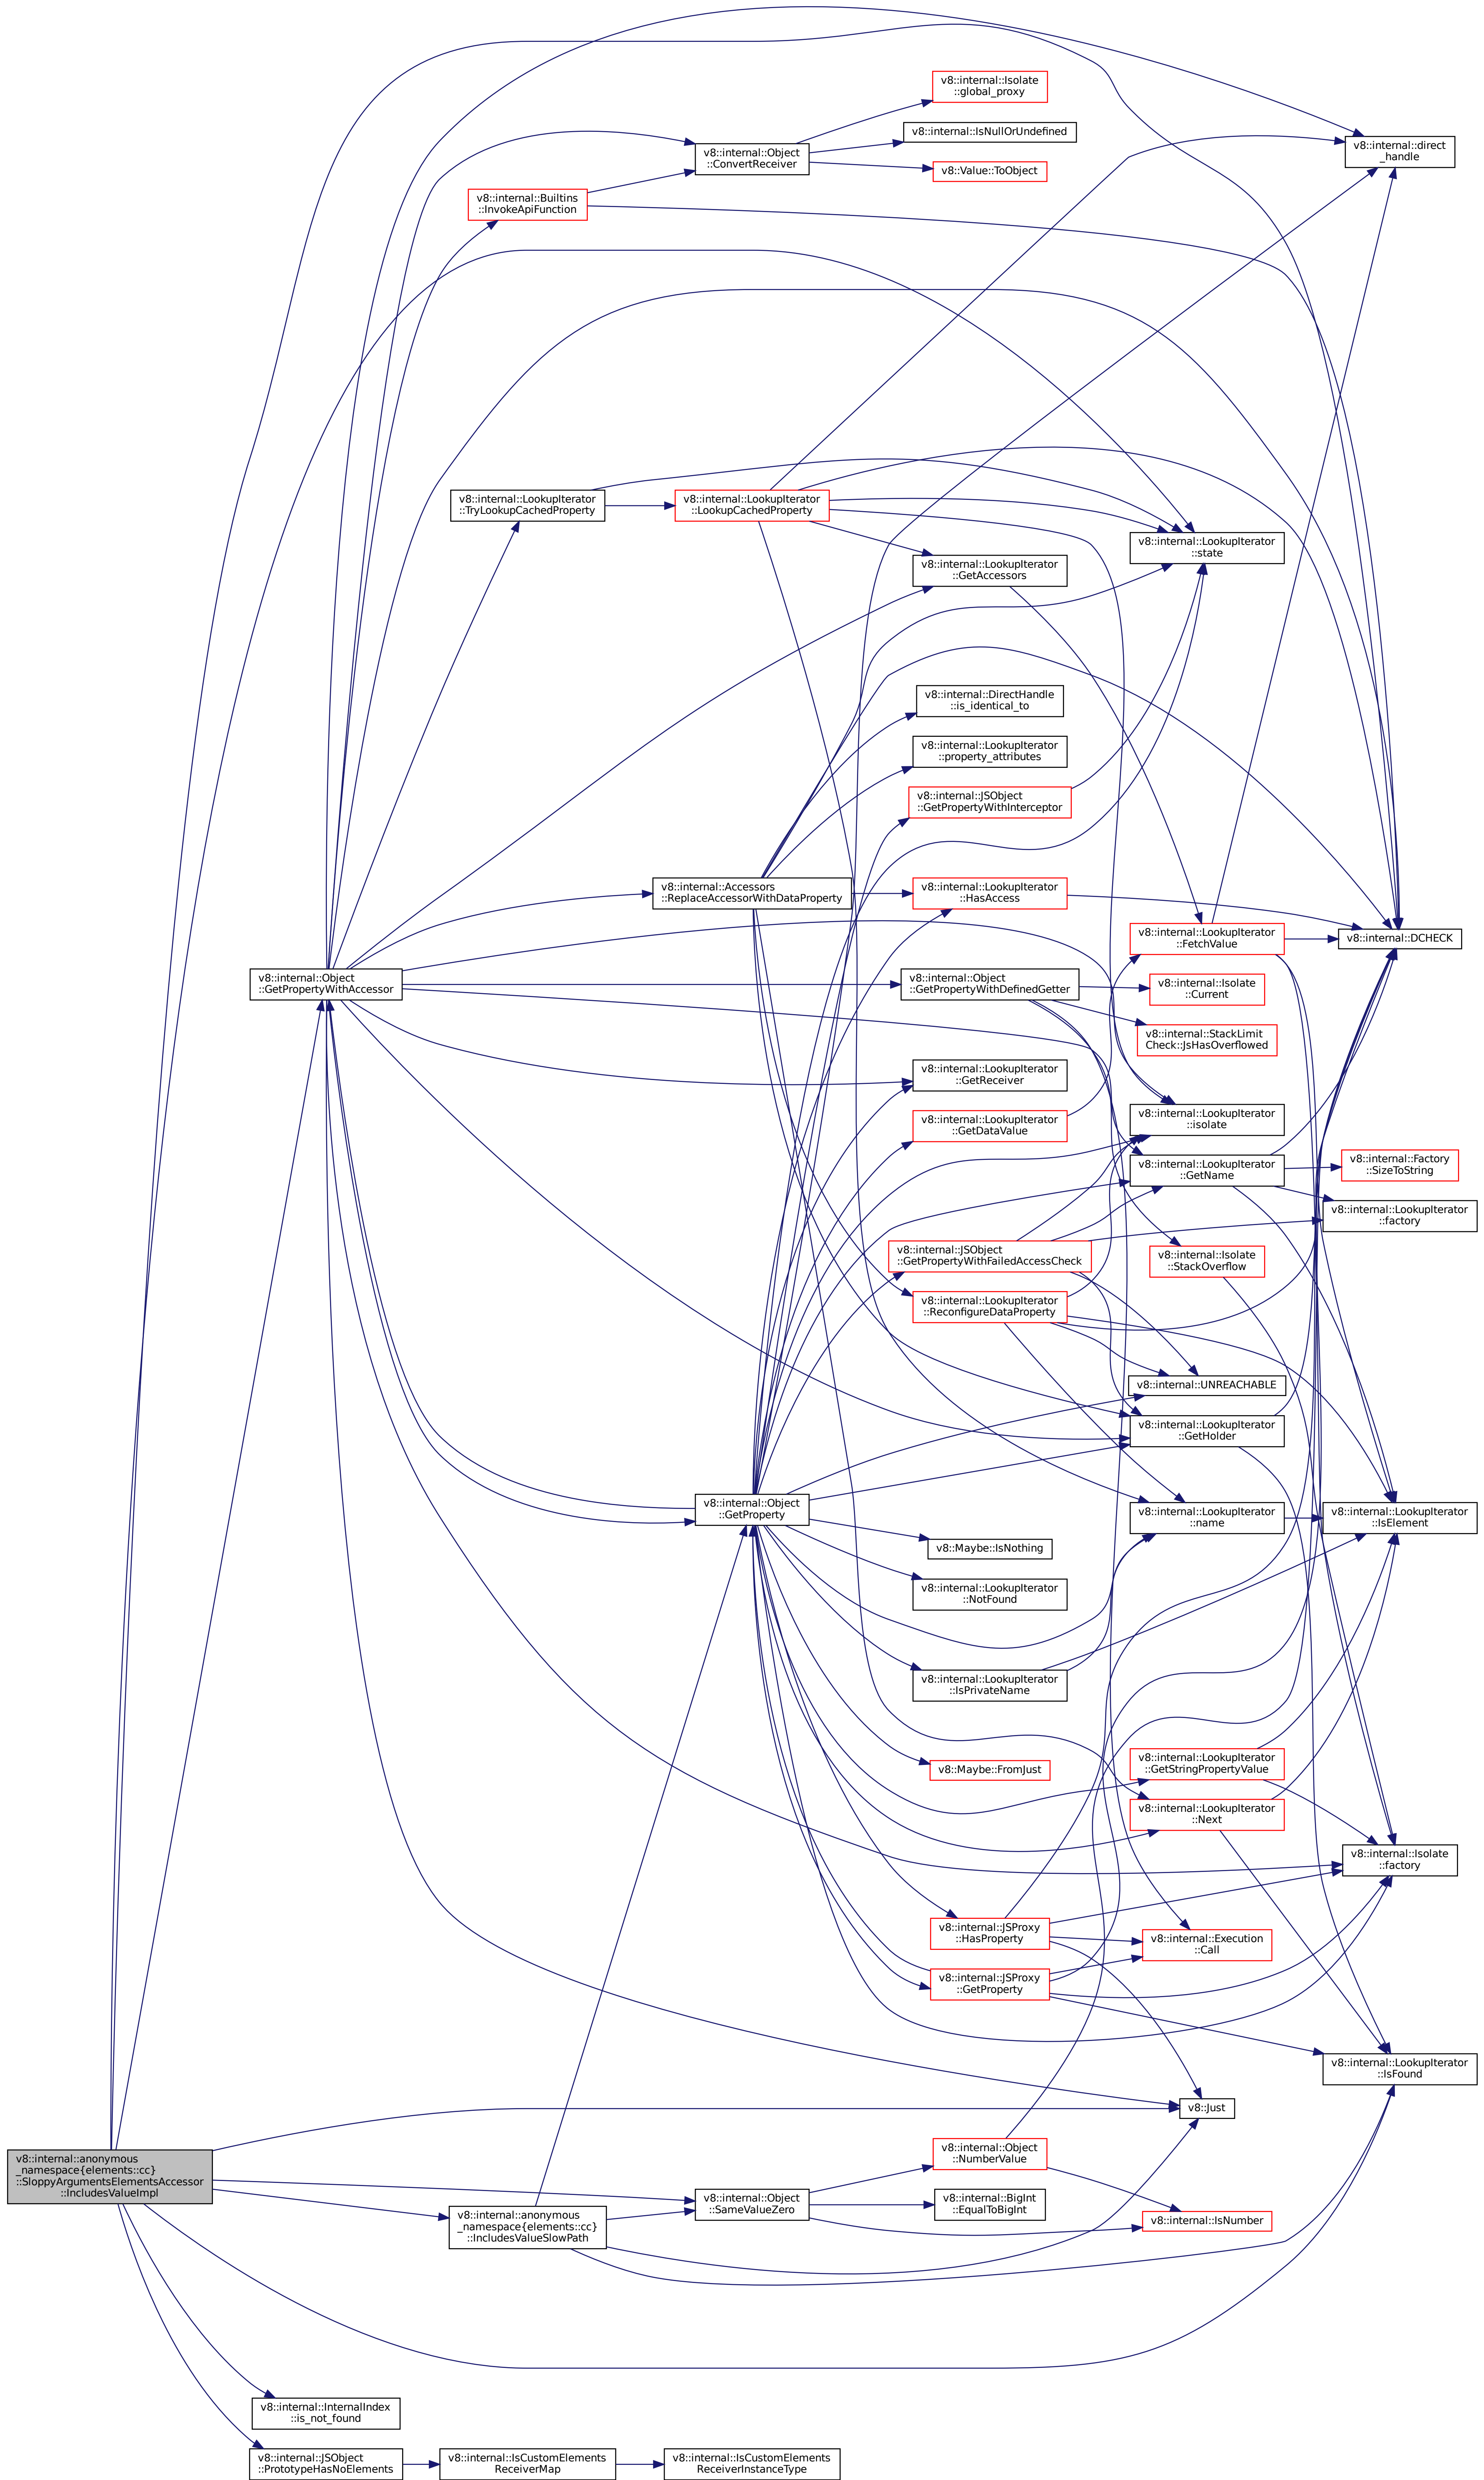 v8::internal::Isolate
::global_proxy
v8::internal::IsNullOrUndefined
v8::internal::direct
_handle
v8::internal::Object
::ConvertReceiver
v8::Value::ToObject
v8::internal::Builtins
::InvokeApiFunction
v8::internal::LookupIterator
::TryLookupCachedProperty
v8::internal::LookupIterator
::LookupCachedProperty
v8::internal::LookupIterator
::state
v8::internal::LookupIterator
::GetAccessors
v8::internal::DirectHandle
::is_identical_to
v8::internal::LookupIterator
::property_attributes
v8::internal::JSObject
::GetPropertyWithInterceptor
v8::internal::Accessors
::ReplaceAccessorWithDataProperty
v8::internal::LookupIterator
::HasAccess
v8::internal::LookupIterator
::FetchValue
v8::internal::DCHECK
v8::internal::Object
::GetPropertyWithAccessor
v8::internal::Object
::GetPropertyWithDefinedGetter
v8::internal::Isolate
::Current
v8::internal::StackLimit
Check::JsHasOverflowed
v8::internal::LookupIterator
::GetReceiver
v8::internal::LookupIterator
::GetDataValue
v8::internal::LookupIterator
::isolate
v8::internal::LookupIterator
::GetName
v8::internal::Factory
::SizeToString
v8::internal::LookupIterator
::factory
v8::internal::JSObject
::GetPropertyWithFailedAccessCheck
v8::internal::Isolate
::StackOverflow
v8::internal::LookupIterator
::ReconfigureDataProperty
v8::internal::UNREACHABLE
v8::internal::LookupIterator
::GetHolder
v8::internal::Object
::GetProperty
v8::internal::LookupIterator
::name
v8::internal::LookupIterator
::IsElement
v8::Maybe::IsNothing
v8::internal::LookupIterator
::NotFound
v8::internal::LookupIterator
::IsPrivateName
v8::Maybe::FromJust
v8::internal::LookupIterator
::GetStringPropertyValue
v8::internal::LookupIterator
::Next
v8::internal::Isolate
::factory
v8::internal::JSProxy
::HasProperty
v8::internal::Execution
::Call
v8::internal::JSProxy
::GetProperty
v8::internal::LookupIterator
::IsFound
v8::Just
v8::internal::anonymous
_namespace{elements::cc}
::SloppyArgumentsElementsAccessor
::IncludesValueImpl
v8::internal::Object
::NumberValue
v8::internal::Object
::SameValueZero
v8::internal::BigInt
::EqualToBigInt
v8::internal::IsNumber
v8::internal::anonymous
_namespace{elements::cc}
::IncludesValueSlowPath
v8::internal::InternalIndex
::is_not_found
v8::internal::JSObject
::PrototypeHasNoElements
v8::internal::IsCustomElements
ReceiverMap
v8::internal::IsCustomElements
ReceiverInstanceType